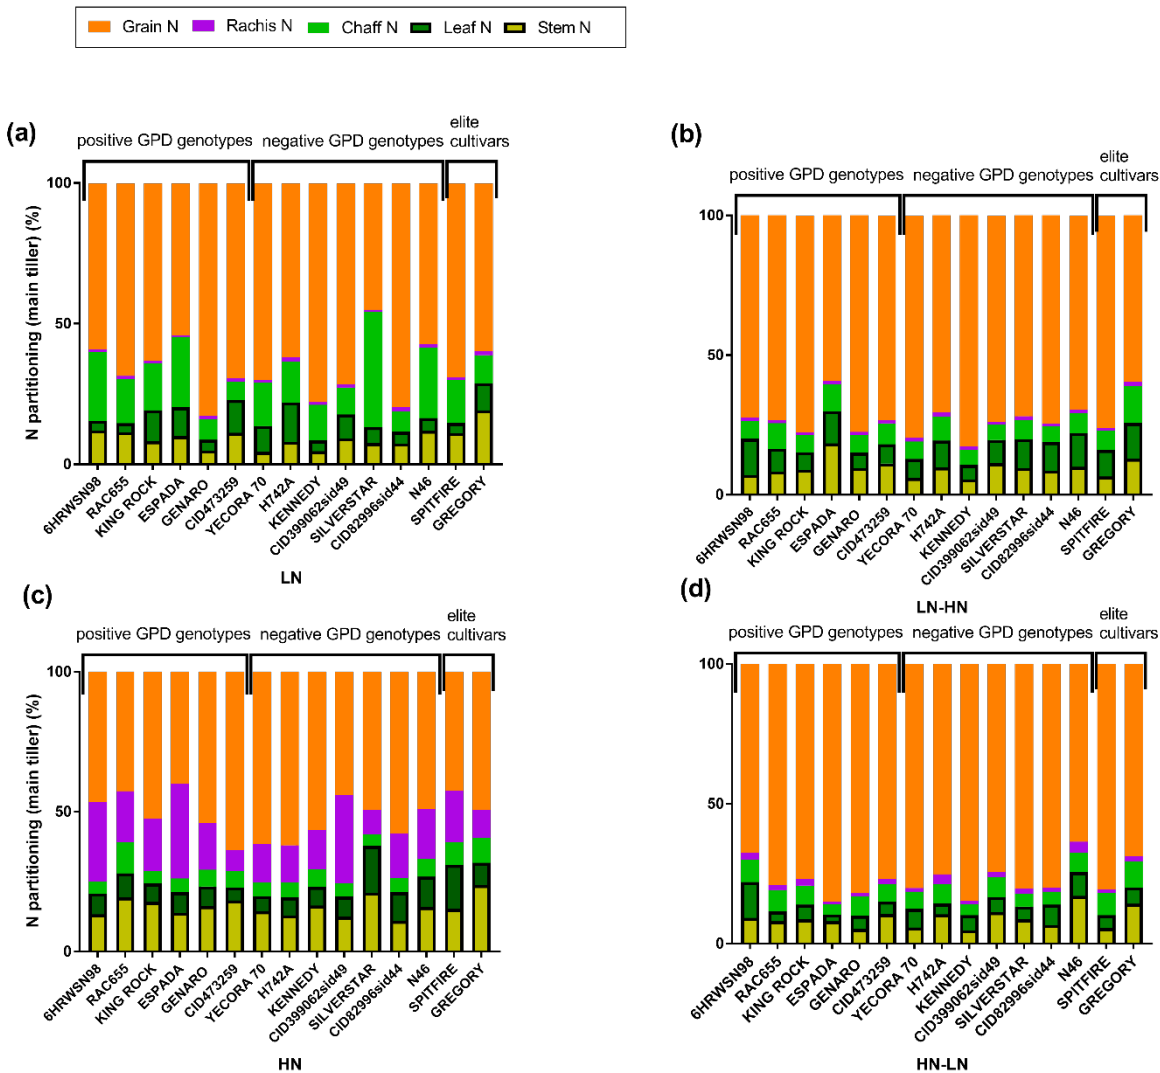 Grain N Rachis N Chaff N Leaf N Stem N
(a)
positive GPD genotypes negative GPD genotypes elite cultivars
N partitioning (main tiller) (%)
100
50
0
6HRWSN98
RAC655
KING ROCK
ESPADA
GENARO
CID473259
YECORA 70
H742A
KENNEDY
CID399062sid49
SILVERSTAR
CID82996sid44
N46
SPITFIRE
GREGORY
LN
(b)
positive GPD genotypes negative GPD genotypes elite cultivars
100
50
0
6HRWSN98
RAC655
KING ROCK
ESPADA
GENARO
CID473259
YECORA 70
H742A
KENNEDY
CID399062sid49
SILVERSTAR
CID82996sid44
N46
SPITFIRE
GREGORY
LN-HN
(c)
positive GPD genotypes negative GPD genotypes elite cultivars
N partitioning (main tiller) (%)
100
50
0
6HRWSN98
RAC655
KING ROCK
ESPADA
GENARO
CID473259
YECORA 70
H742A
KENNEDY
CID399062sid49
SILVERSTAR
CID82996sid44
N46
SPITFIRE
GREGORY
HN
(d)
positive GPD genotypes negative GPD genotypes elite cultivars
100
50
0
6HRWSN98
RAC655
KING ROCK
ESPADA
GENARO
CID473259
YECORA 70
H742A
KENNEDY
CID399062sid49
SILVERSTAR
CID82996sid44
N46
SPITFIRE
GREGORY
HN-LN